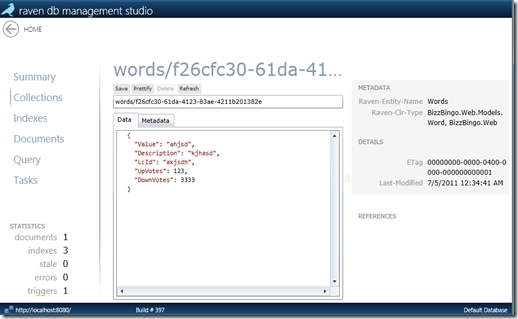 raven db management studio
HOME
Summary
Collections
Indexes
Documents
Query
Tasks
STATISTICS
documents 1
indexes 3
stale 0
errors 0
triggers 1
words/f26cfc30-61da-41...
Save Prettify Delete Refresh
words/f26cfc30-61da-4123-83ae-4211b201382e
Data Metadata
{
"Value": "ahjsd",
"Description": "kjhasd",
"LcId": "akjsdh",
"UpVotes": 123,
"DownVotes": 3333
}
METADATA
Raven-Entity-Name Words
Raven-Clr-Type BizzBingo.Web.Models.
Word, BizzBingo.Web
DETAILS
ETag 00000000-0000-0400-0
000-000000000001
Last-Modified 7/5/2011 12:34:41 AM
REFERENCES
http://localhost:8080/ Build # 397 Default Database